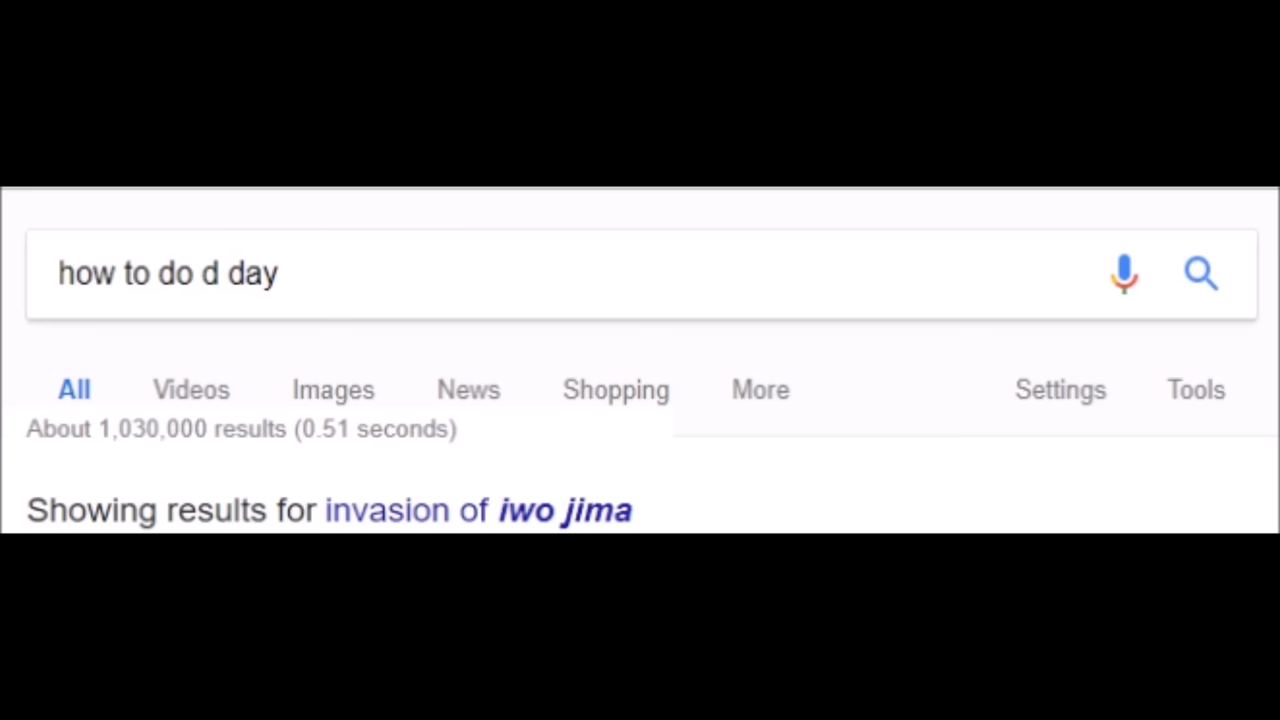 how to do d day
All Videos Images News Shopping More Settings Tools
About 1,030,000 results (0.51 seconds)
Showing results for invasion of iwo jima